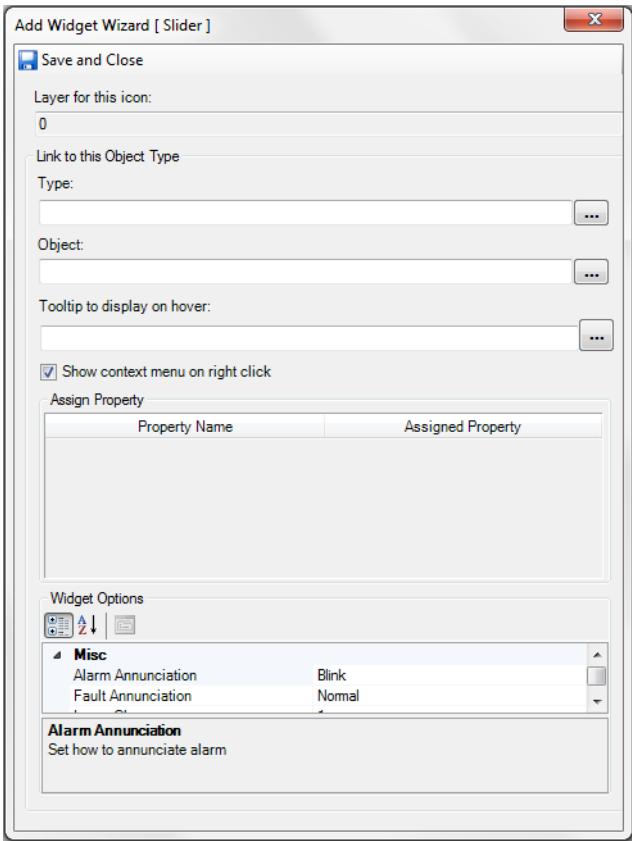 Add Widget Wizard [ Slider ]
Save and Close
Layer for this icon:
0
Link to this Object Type
Type:
...
Object:
...
Tooltip to display on hover:
...
Show context menu on right click
Assign Property
Property Name Assigned Property
Widget Options
Misc
Alarm Annunciation Blink
Fault Annunciation Normal
Alarm Annunciation
Set how to annunciate alarm